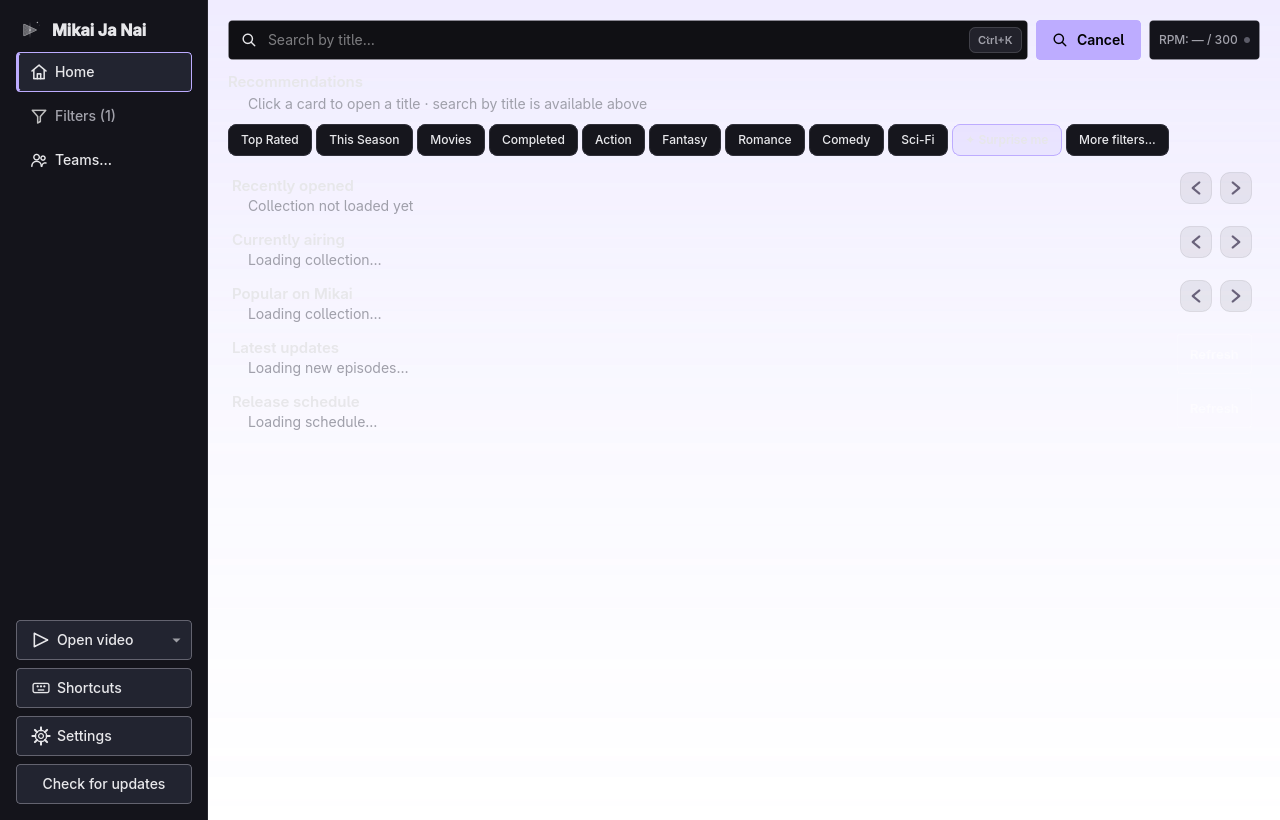 Mikai Ja Nai
Home
Filters (1)
Teams...
Open video
Shortcuts
Settings
Check for updates
Search by title...
Ctrl+K
Cancel
RPM: — / 300
Recommendations
Click a card to open a title · search by title is available above
Top Rated
This Season
Movies
Completed
Action
Fantasy
Romance
Comedy
Sci-Fi
More filters...
Recently opened
Collection not loaded yet
Currently airing
Loading collection...
Popular on Mikai
Loading collection...
Latest updates
Loading new episodes...
Release schedule
Loading schedule...